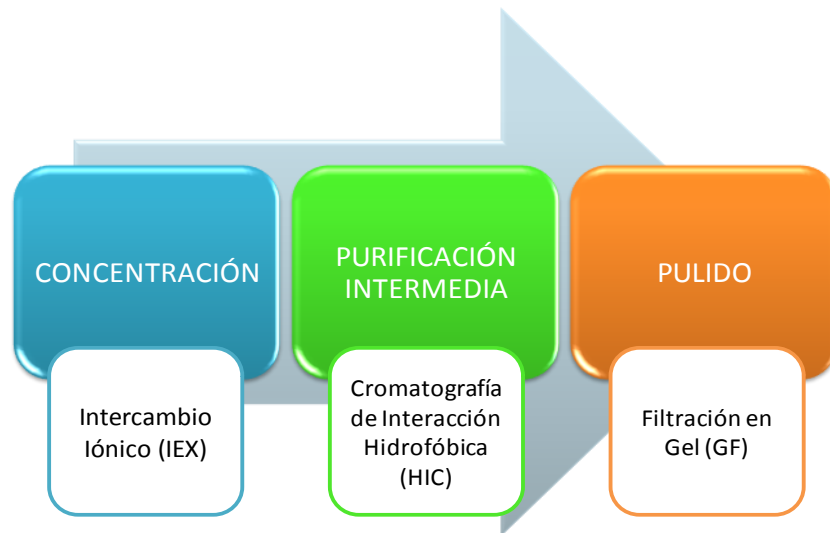 CONCENTRACIÓN
Intercambio
Iónico (IEX)
PURIFICACIÓN
INTERMEDIA
Cromatografía
de Interacción
Hidrofóbica
(HIC)
PULIDO
Filtración en
Gel (GF)